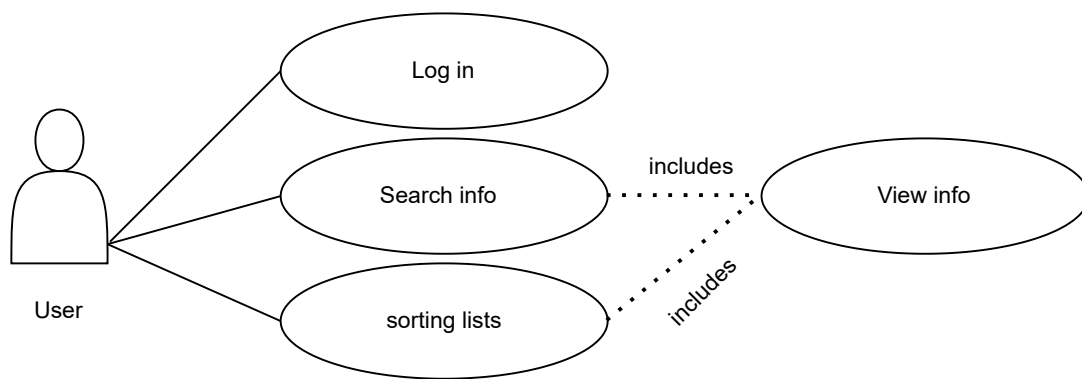 Log in
Search info
includes
View info
includes
sorting lists
User